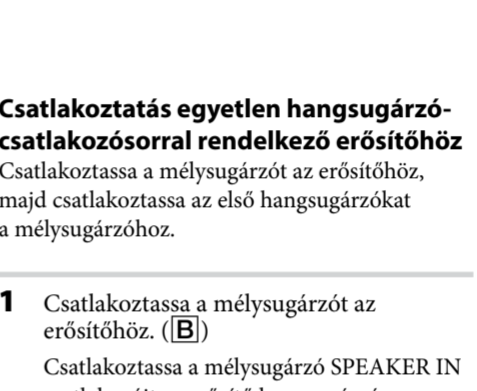 Csatlakoztatás egyetlen hangsugárzó-
csatlakozósorral rendelkező erősítőhöz
Csatlakoztassa a mélysugárzót az erősítőhöz,
majd csatlakoztassa az első hangsugárzókat
a mélysugárzóhoz.
1 Csatlakoztassa a mélysugárzót az
erősítőhöz. (B)
Csatlakoztassa a mélysugárzó SPEAKER IN